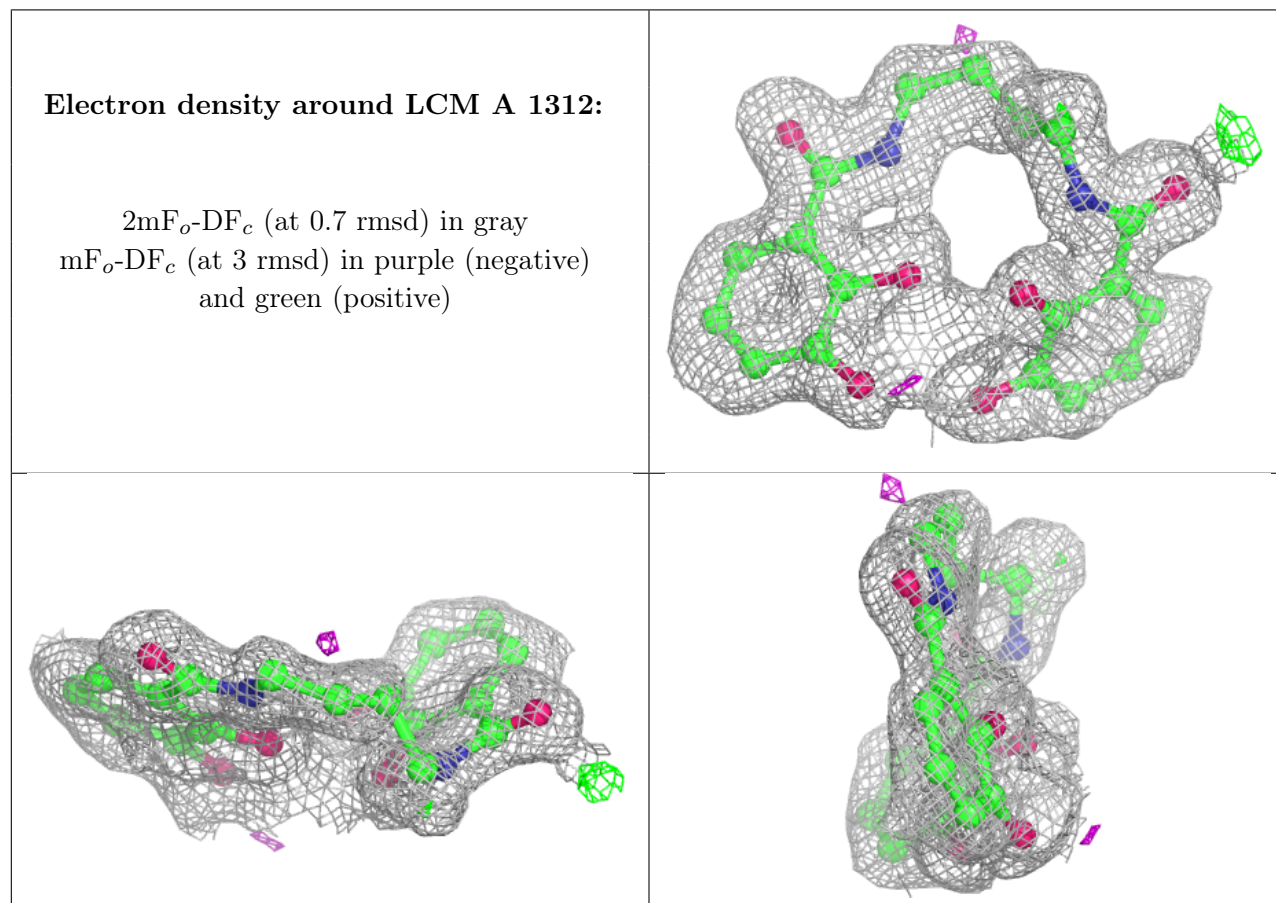 Electron density around LCM A 1312:
2mFo-DFc (at 0.7 rmsd) in gray
mFo-DFc (at 3 rmsd) in purple (negative)
and green (positive)